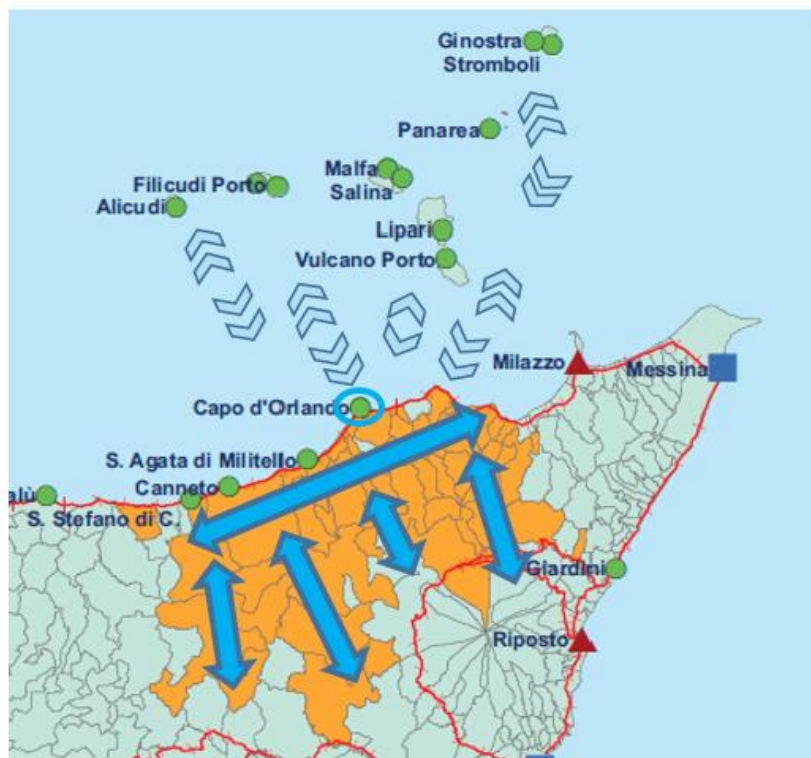 Ginostra
Stromboli
Panarea
Malfa
Salina
Filicudi Porto
Alicudi
Lipari
Vulcano Porto
Milazzo
Messina
Capo d'Orlando
S. Agata di Militello
Canneto
alù
S. Stefano di C.
Giardini
Riposto